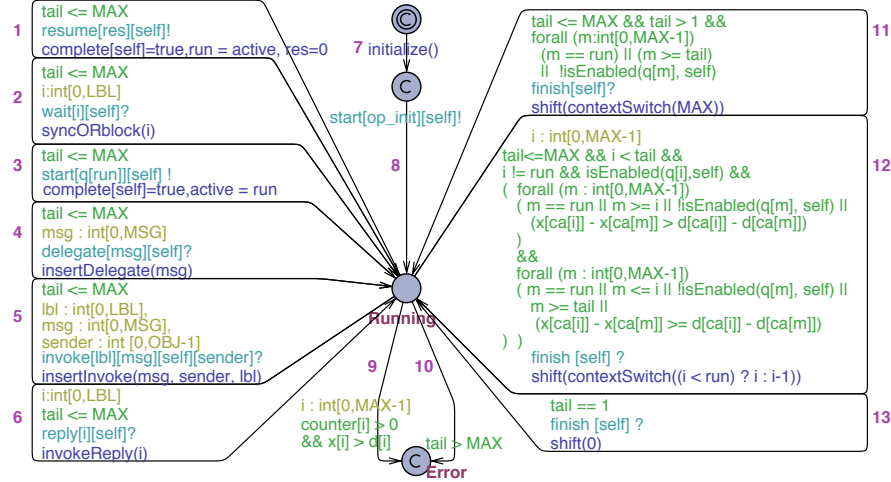 1
tail <= MAX
resume[res][self]!
complete[self]=true,run = active, res=0
2
tail <= MAX
i:int[0,LBL]
wait[i][self]?
syncORblock(i)
3
tail <= MAX
start[q[run]][self] !
complete[self]=true,active = run
4
tail <= MAX
msg : int[0,MSG]
delegate[msg][self]?
insertDelegate(msg)
5
tail <= MAX
lbl : int[0,LBL],
msg : int[0,MSG],
sender : int [0,OBJ-1]
invoke[lbl][msg][self][sender]?
insertInvoke(msg, sender, lbl)
6
i:int[0,LBL]
tail <= MAX
reply[i][self]?
invokeReply(i)
C
7 initialize()
C
start[op_init][self]!
8
Running
9
10
i : int[0,MAX-1]
counter[i] > 0
&& x[i] > d[i]
tail > MAX
C
Error
11
tail <= MAX && tail > 1 &&
forall (m:int[0,MAX-1])
(m == run) || (m >= tail)
|| !isEnabled(q[m], self)
finish[self]?
shift(contextSwitch(MAX))
12
i : int[0,MAX-1]
tail<=MAX && i < tail &&
i != run && isEnabled(q[i],self) &&
( forall (m : int[0,MAX-1])
( m == run || m >= i || !isEnabled(q[m], self) ||
(x[ca[i]] - x[ca[m]] > d[ca[i]] - d[ca[m]])
)
&&
forall (m : int[0,MAX-1])
( m == run || m <= i || !isEnabled(q[m], self) ||
m >= tail ||
(x[ca[i]] - x[ca[m]] >= d[ca[i]] - d[ca[m]])
) )
finish [self] ?
shift(contextSwitch((i < run) ? i : i-1))
13
tail == 1
finish [self] ?
shift(0)